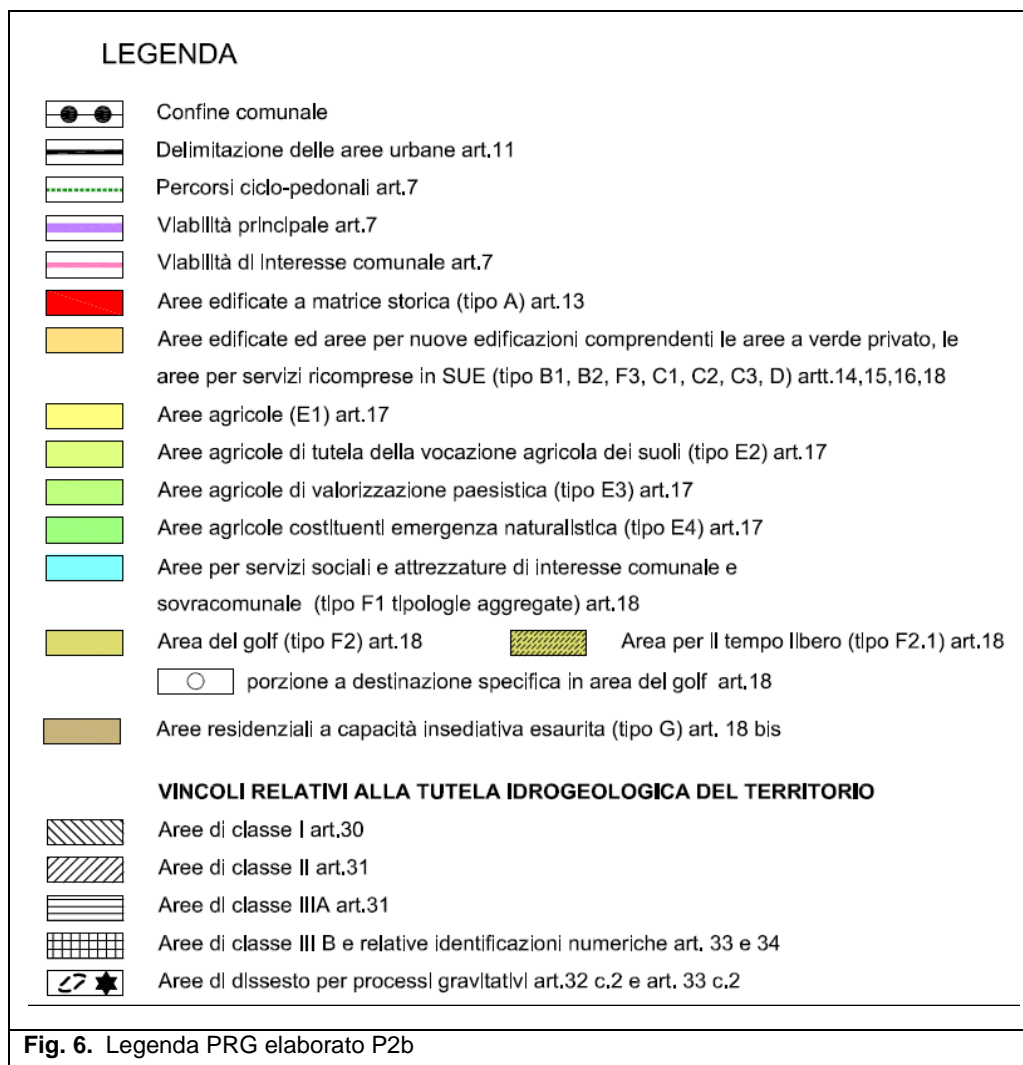 LEGENDA
Confine comunale
Delimitazione delle aree urbane art.11
Percorsi ciclo-pedonali art.7
Viabilità principale art.7
Viabilità di interesse comunale art.7
Aree edificate a matrice storica (tipo A) art.13
Aree edificate ed aree per nuove edificazioni comprendenti le aree a verde privato, le
aree per servizi ricomprese in SUE (tipo B1, B2, F3, C1, C2, C3, D) artt.14,15,16,18
Aree agricole (E1) art.17
Aree agricole di tutela della vocazione agricola dei suoli (tipo E2) art.17
Aree agricole di valorizzazione paesistica (tipo E3) art.17
Aree agricole costituenti emergenza naturalistica (tipo E4) art.17
Aree per servizi sociali e attrezzature di interesse comunale e
sovracomunale (tipo F1 tipologie aggregate) art.18
Area del golf (tipo F2) art.18 Area per il tempo libero (tipo F2.1) art.18
porzione a destinazione specifica in area del golf art.18
Aree residenziali a capacità insediativa esaurita (tipo G) art. 18 bis
VINCOLI RELATIVI ALLA TUTELA IDROGEOLOGICA DEL TERRITORIO
Aree di classe I art.30
Aree di classe II art.31
Aree di classe IIIA art.31
Aree di classe III B e relative identificazioni numeriche art. 33 e 34
Aree di dissesto per processi gravitativi art.32 c.2 e art. 33 c.2
Fig. 6. Legenda PRG elaborato P2b